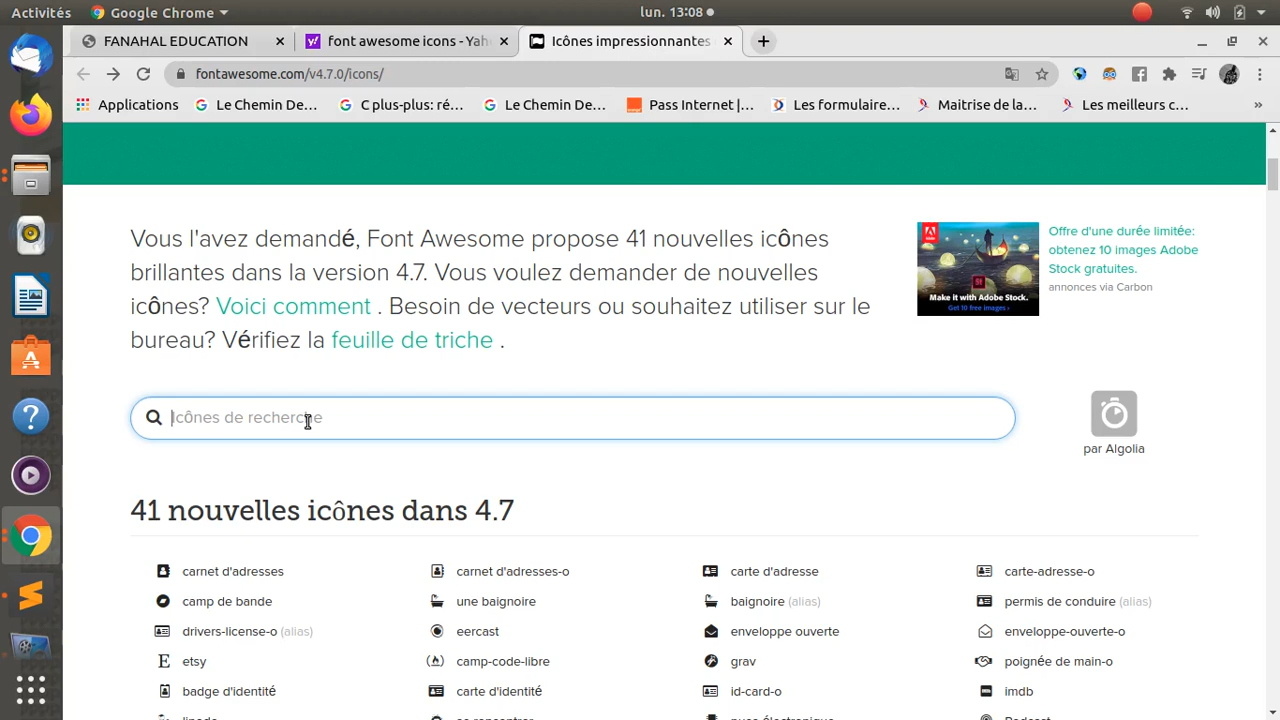 Activités
Google Chrome
lun. 13:08
FANAHAL EDUCATION
font awesome icons - Yah
Icônes impressionnantes
fontawesome.com/v4.7.0/icons/
Applications
Le Chemin De...
C plus-plus: ré...
Le Chemin De...
Pass Internet |...
Les formulaire...
Maitrise de la...
Les meilleurs c...
»
Vous l'avez demandé, Font Awesome propose 41 nouvelles icônes
brillantes dans la version 4.7. Vous voulez demander de nouvelles
icônes? Voici comment . Besoin de vecteurs ou souhaitez utiliser sur le
bureau? Vérifiez la feuille de triche .
Make it with Adobe Stock.
Get 10 free images ›
Offre d'une durée limitée:
obtenez 10 images Adobe
Stock gratuites.
annonces via Carbon
Icônes de recherche
par Algolia
41 nouvelles icônes dans 4.7
carnet d'adresses
carnet d'adresses-o
carte d'adresse
carte-adresse-o
camp de bande
une baignoire
baignoire (alias)
permis de conduire (alias)
drivers-license-o (alias)
eercast
enveloppe ouverte
enveloppe-ouverte-o
etsy
camp-code-libre
grav
poignée de main-o
badge d'identité
carte d'identité
id-card-o
imdb